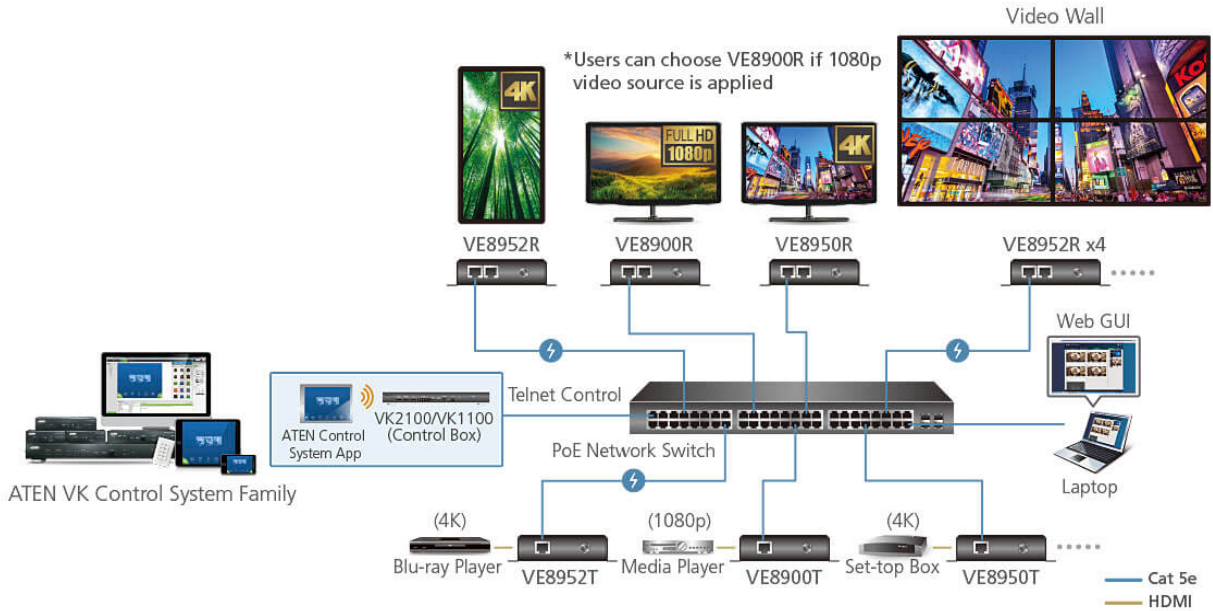 Video Wall
*Users can choose VE8900R if 1080p
video source is applied
4K
FULL HD
1080p
4K
VE8952R
VE8900R
VE8950R
VE8952R x4
Web GUI
Telnet Control
ATEN Control
System App
VK2100/VK1100
(Control Box)
PoE Network Switch
ATEN VK Control System Family
Laptop
(4K)
(1080p)
(4K)
Blu-ray Player
VE8952T
Media Player
VE8900T
Set-top Box
VE8950T
Cat 5e
HDMI